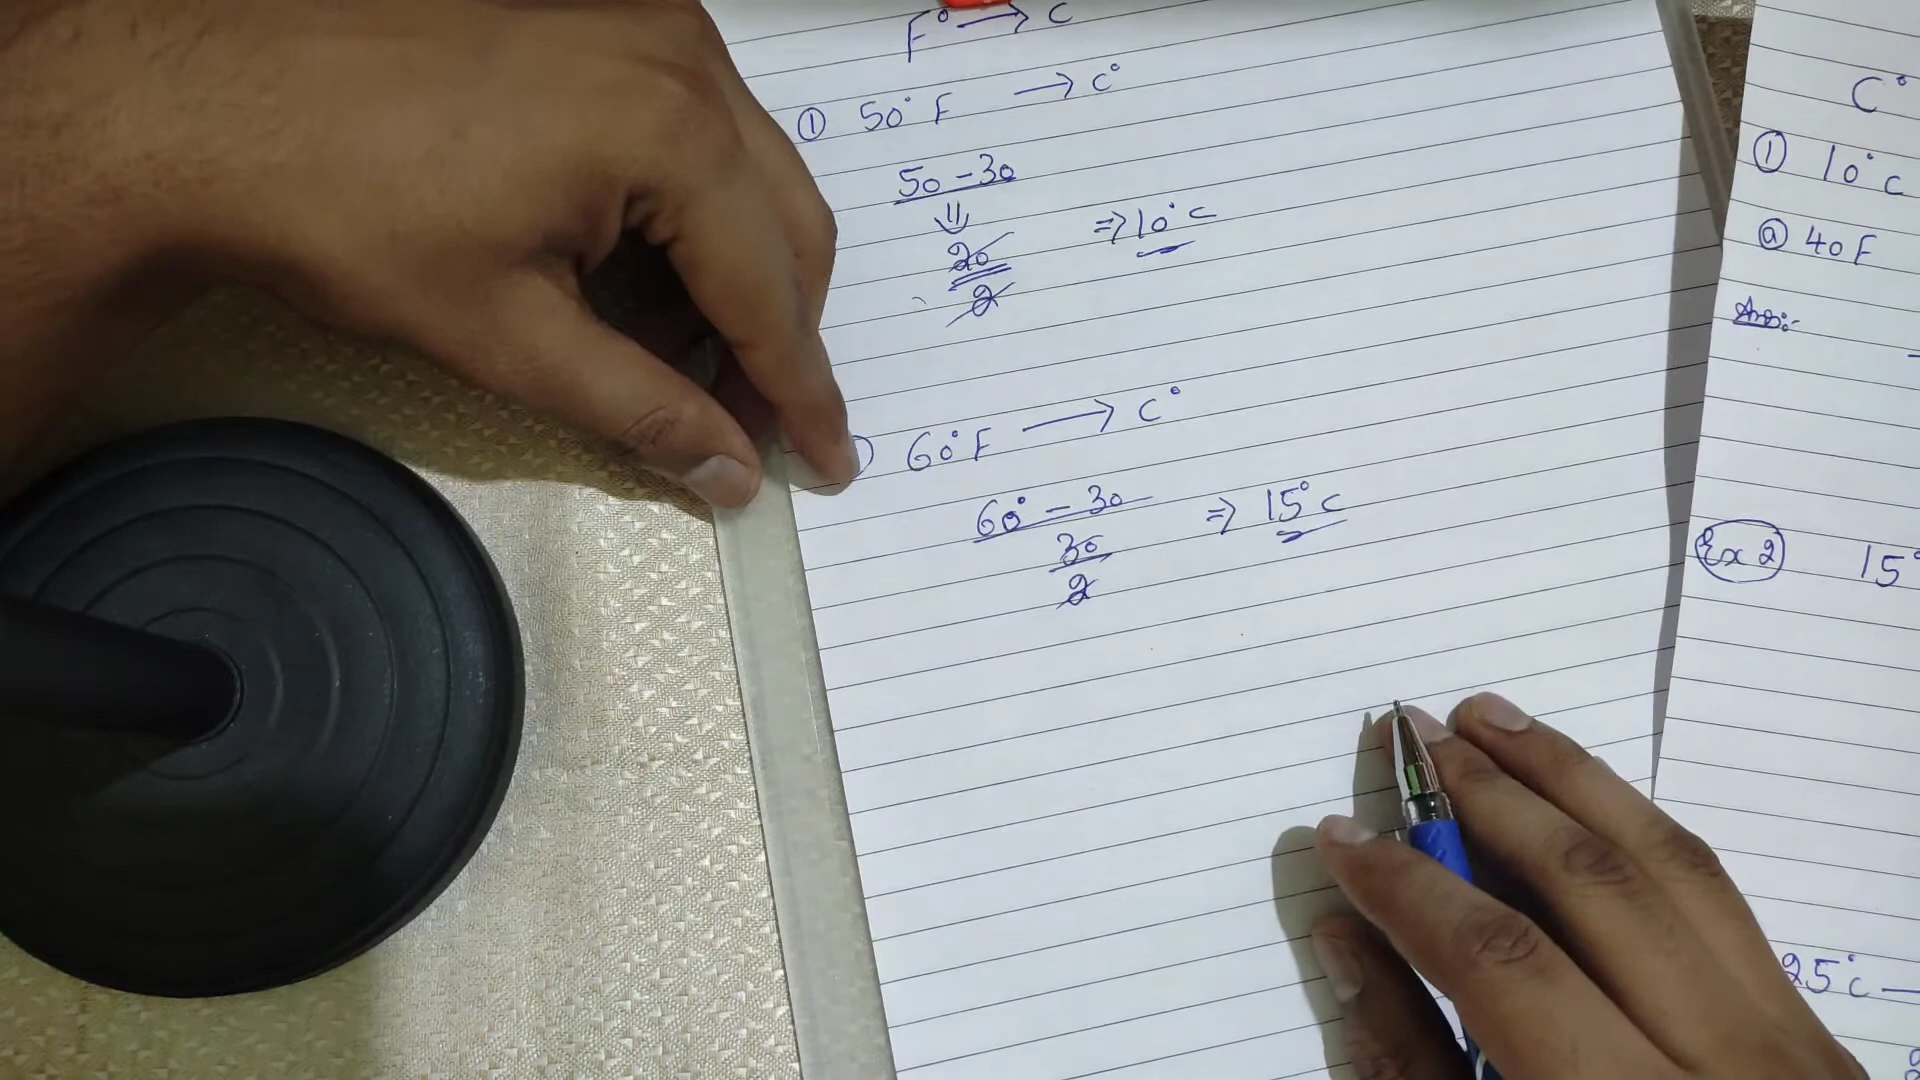 F° → C
① 50° F → C°
50 - 30
⇓
20
2
⇒ 10° C
60° F → C°
60° - 30
30
2
⇒ 15° C
C°
① 10° C
ⓐ 40 F
Ans:-
Ex 2 15°
25° C